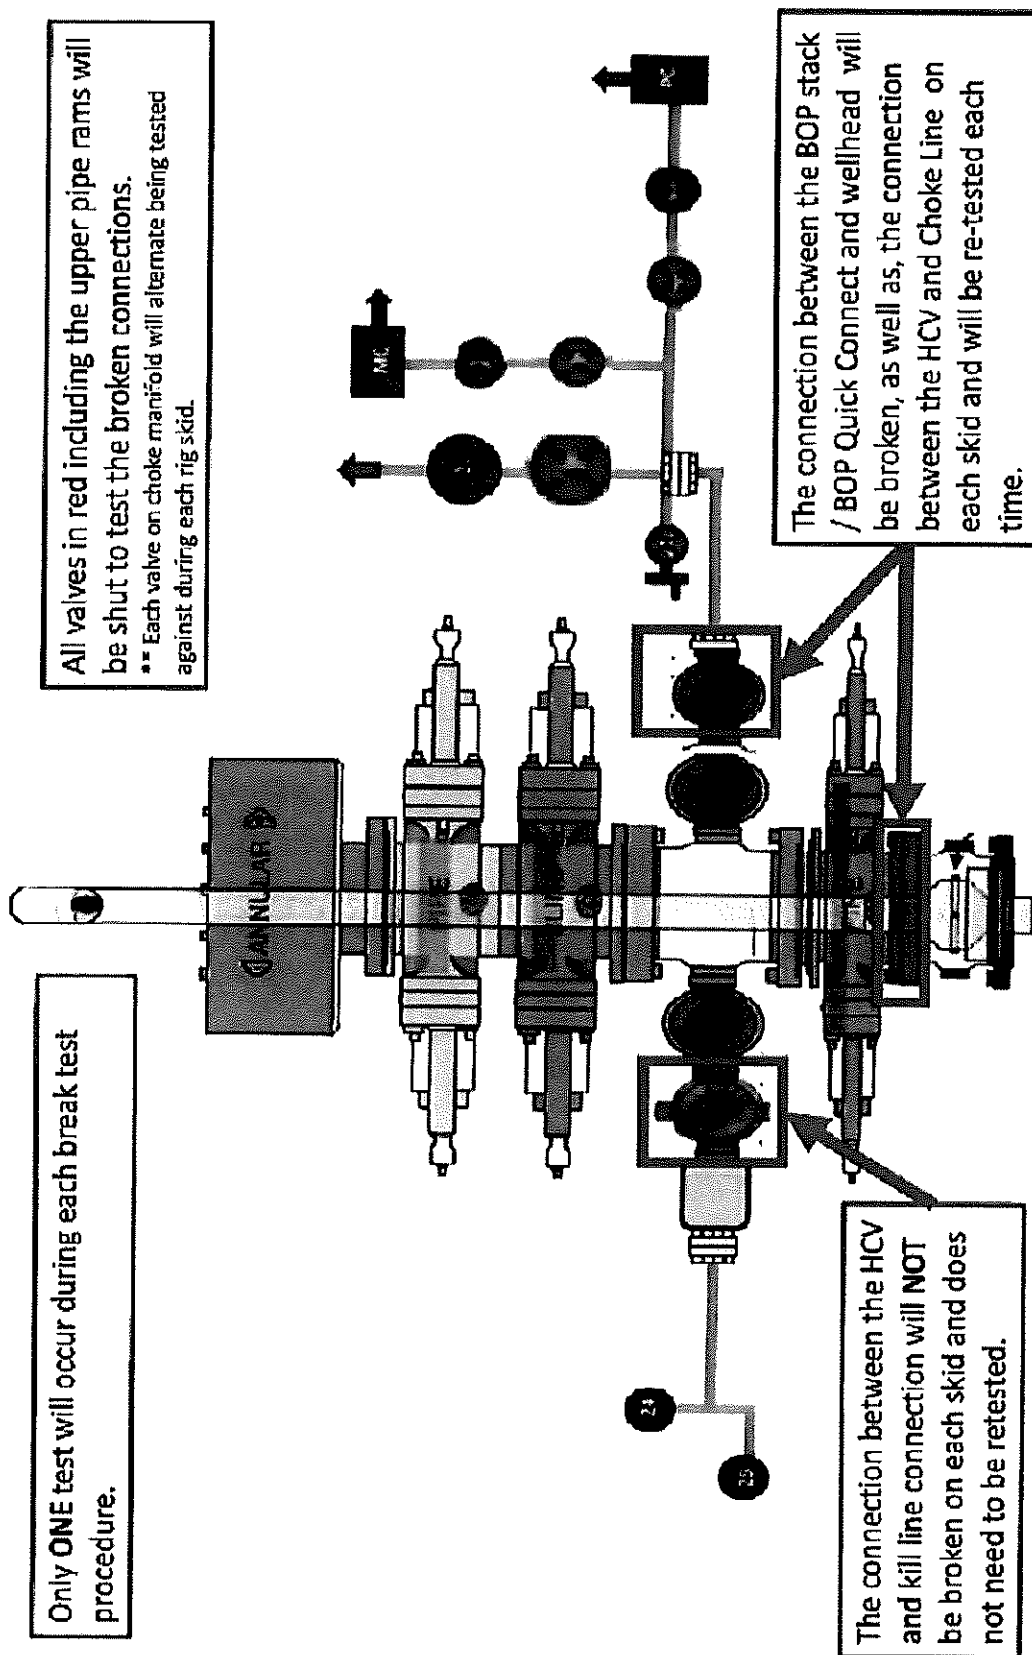 Only ONE test will occur during each break test
procedure.
All valves in red including the upper pipe rams will
be shut to test the broken connections.
** Each valve on choke manifold will alternate being tested
against during each rig skid.
ANNULAR
PIPE
MC
PC
24
25
The connection between the HCV
and kill line connection will NOT
be broken on each skid and does
not need to be retested.
The connection between the BOP stack
/ BOP Quick Connect and wellhead will
be broken, as well as, the connection
between the HCV and Choke Line on
each skid and will be re-tested each
time.